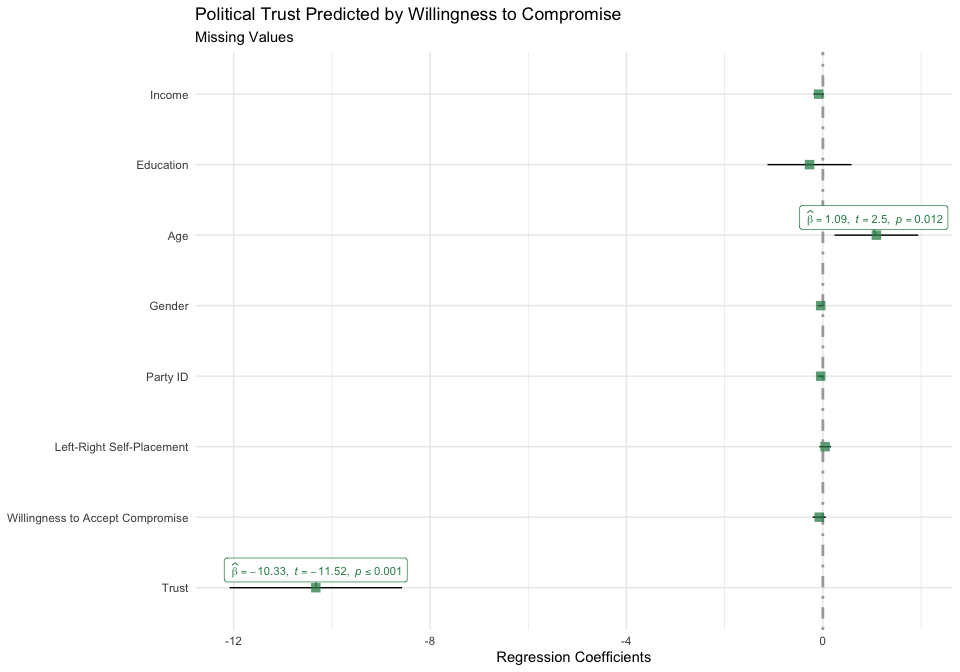 Political Trust Predicted by Willingness to Compromise
Missing Values
Income
Education
β̂ = 1.09, t = 2.5, p = 0.012
Age
Gender
Party ID
Left-Right Self-Placement
Willingness to Accept Compromise
β̂ = −10.33, t = −11.52, p ≤ 0.001
Trust
-12 -8 -4 0
Regression Coefficients